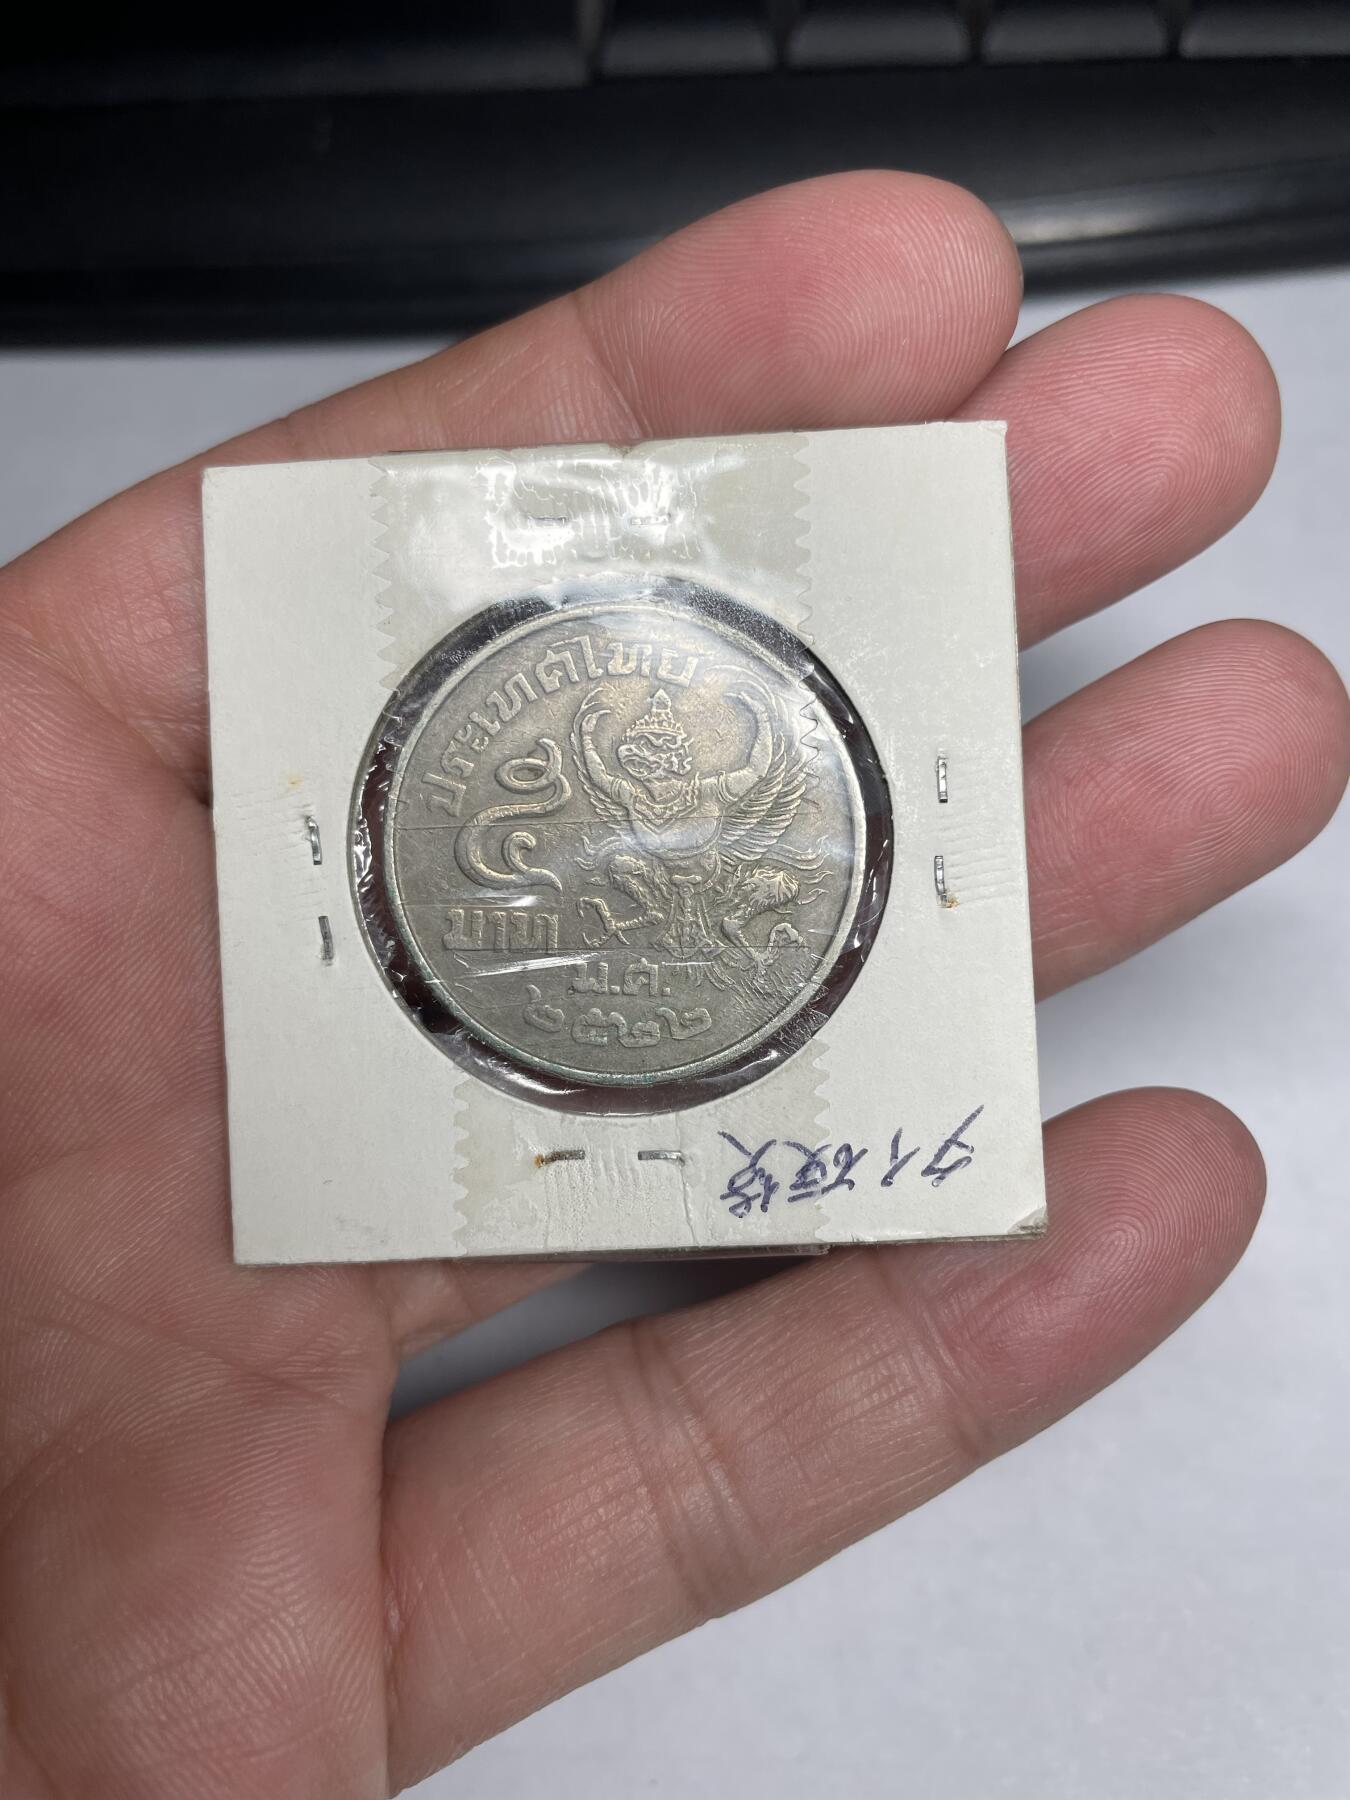 ประเทศไทย
๕
บาท
พ.ศ.
๒๕๒๒